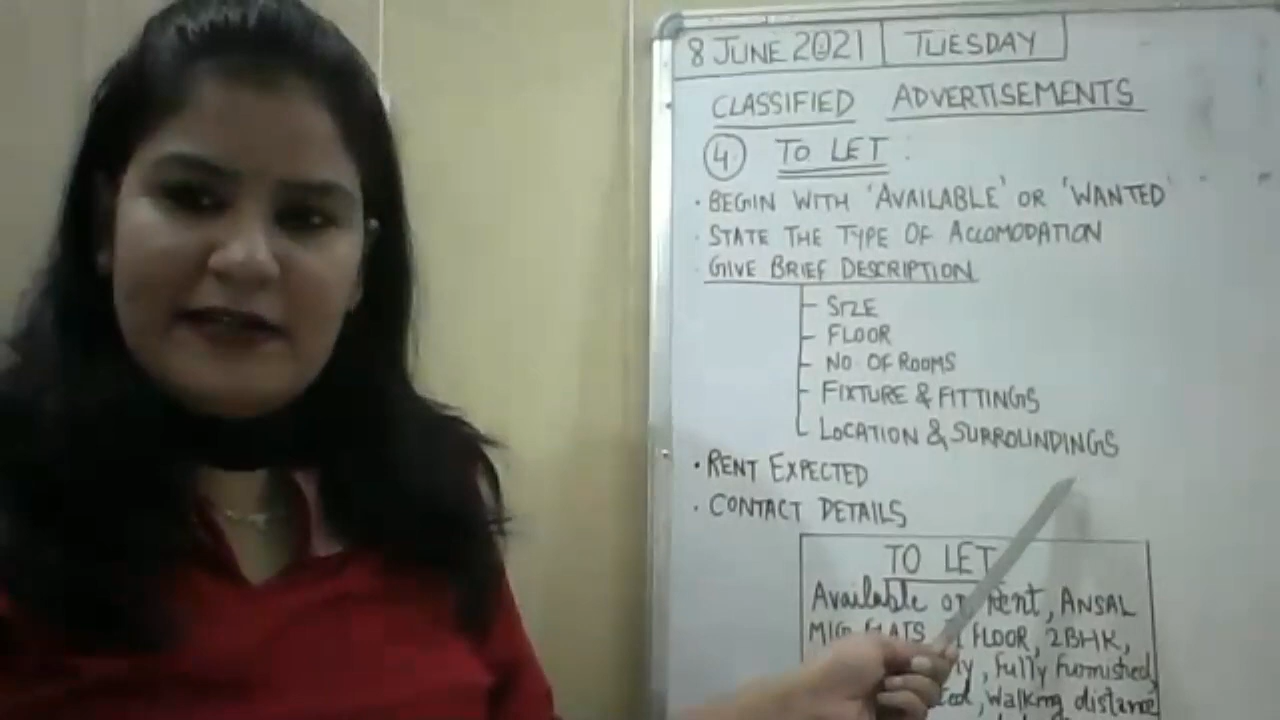 8 JUNE 2021 TUESDAY
CLASSIFIED ADVERTISEMENTS
4 TO LET
• BEGIN WITH 'AVAILABLE' OR 'WANTED'
• STATE THE TYPE OF ACCOMODATION
• GIVE BRIEF DESCRIPTION
- SIZE
- FLOOR
- NO. OF ROOMS
- FIXTURE & FITTINGS
- LOCATION & SURROUNDINGS
• RENT EXPECTED
• CONTACT DETAILS
TO LET
Available on Rent, ANSAL
MIG FLATS, FLOOR, 2BHK,
, Fully Furnished,
, Walking distance